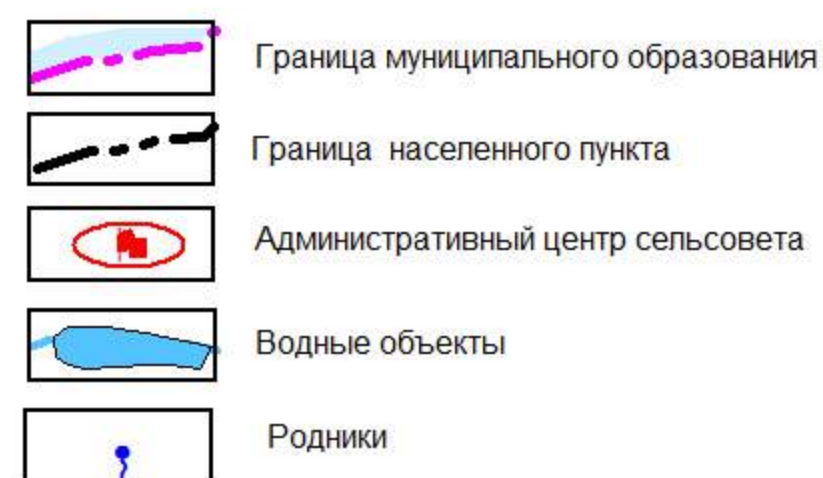 Граница муниципального образования
Граница населенного пункта
Административный центр сельсовета
Водные объекты
Родники